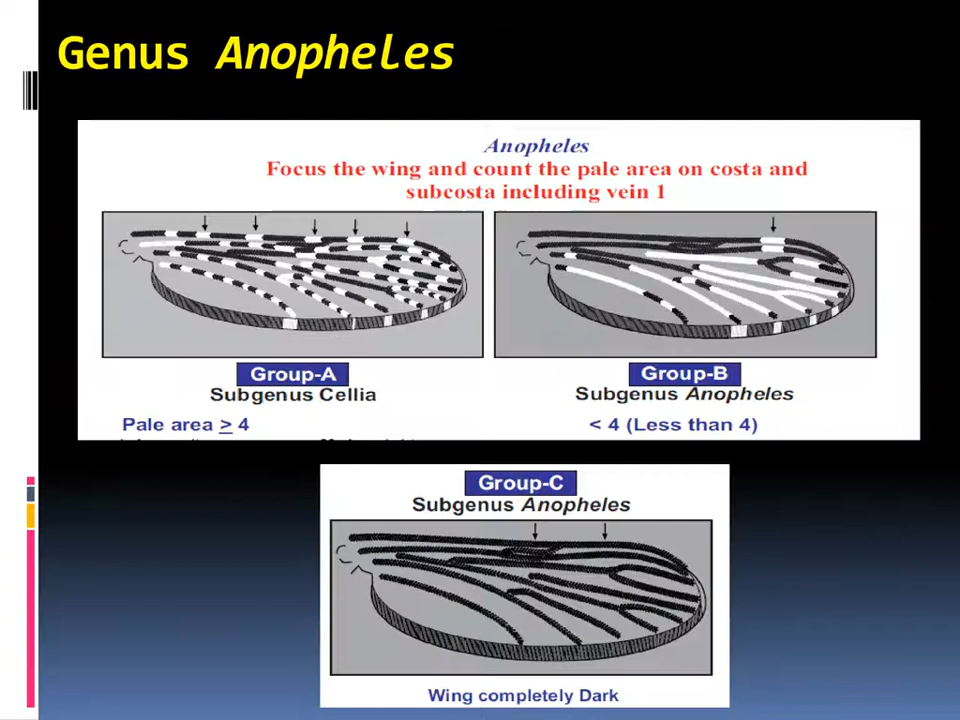 Genus Anopheles
Anopheles
Focus the wing and count the pale area on costa and
subcosta including vein 1
Group-A
Subgenus Cellia
Pale area ≥ 4
Group-B
Subgenus Anopheles
< 4 (Less than 4)
Group-C
Subgenus Anopheles
Wing completely Dark